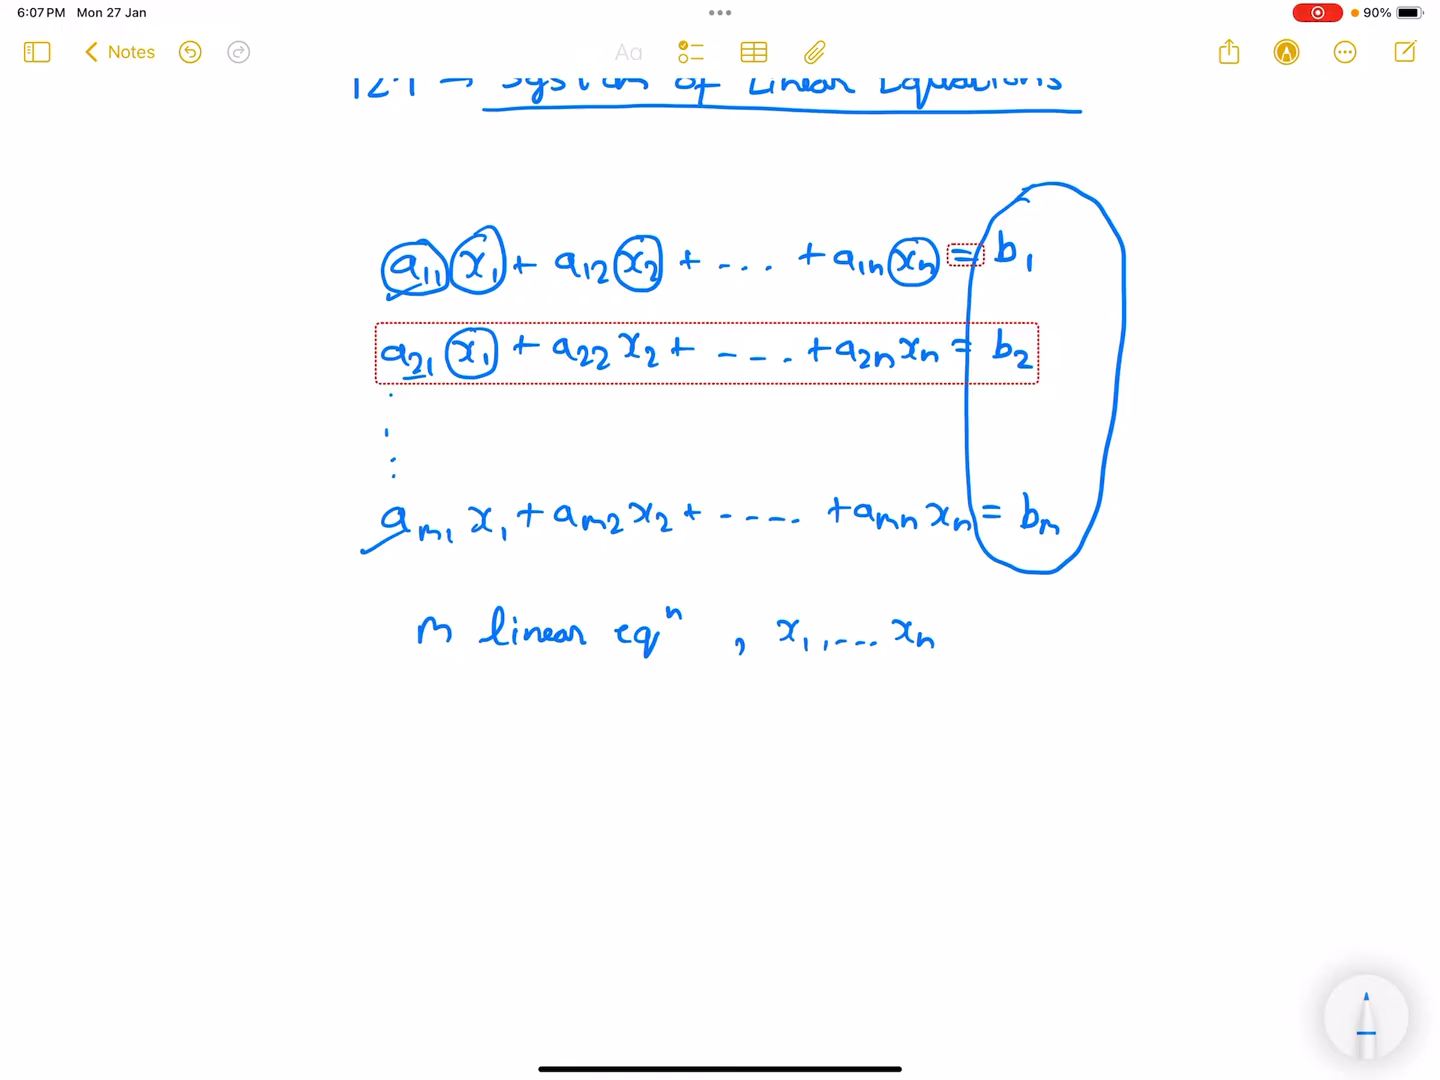 6:07 PM Mon 27 Jan 90%
Notes Aa
12.1 → System of Linear Equations
a₁₁ x₁ + a₁₂ x₂ + ... + a₁ₙ xₙ = b₁
a₂₁ x₁ + a₂₂ x₂ + ---. + a₂ₙ xₙ = b₂
aₘ₁ x₁ + aₘ₂ x₂ + ----. + aₘₙ xₙ = bₘ
m linear eqⁿ , x₁,,--.. xₙ